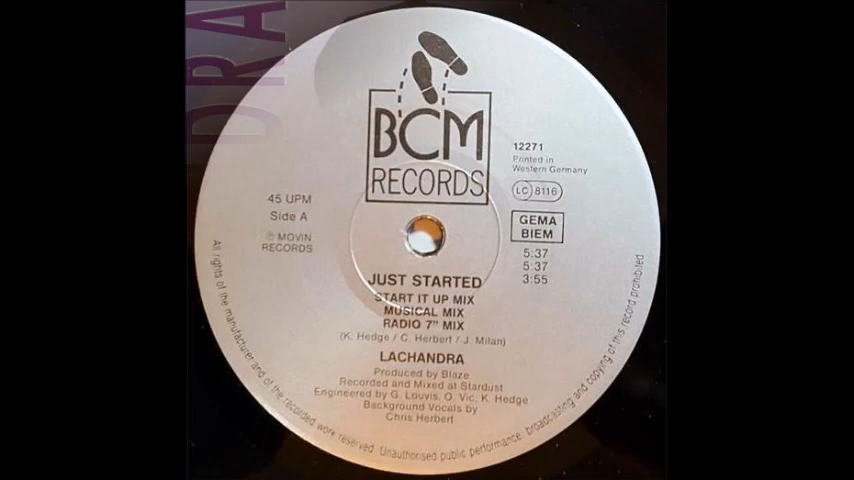 DRA
BCM
RECORDS
12271
Printed in
Western Germany
LC 8116
GEMA
BIEM
45 UPM
Side A
℗ MOVIN
RECORDS
5:37
5:37
3:55
JUST STARTED
START IT UP MIX
MUSICAL MIX
RADIO 7" MIX
(K. Hedge / C. Herbert / J. Milan)
LACHANDRA
Produced by Blaze
Recorded and Mixed at Stardust
Engineered by G. Louvis, O. Vic, K. Hedge
Background Vocals by
Chris Herbert
All rights of the manufacturer and of the recorded work reserved. Unauthorised public performance, broadcasting and copying of this record prohibited